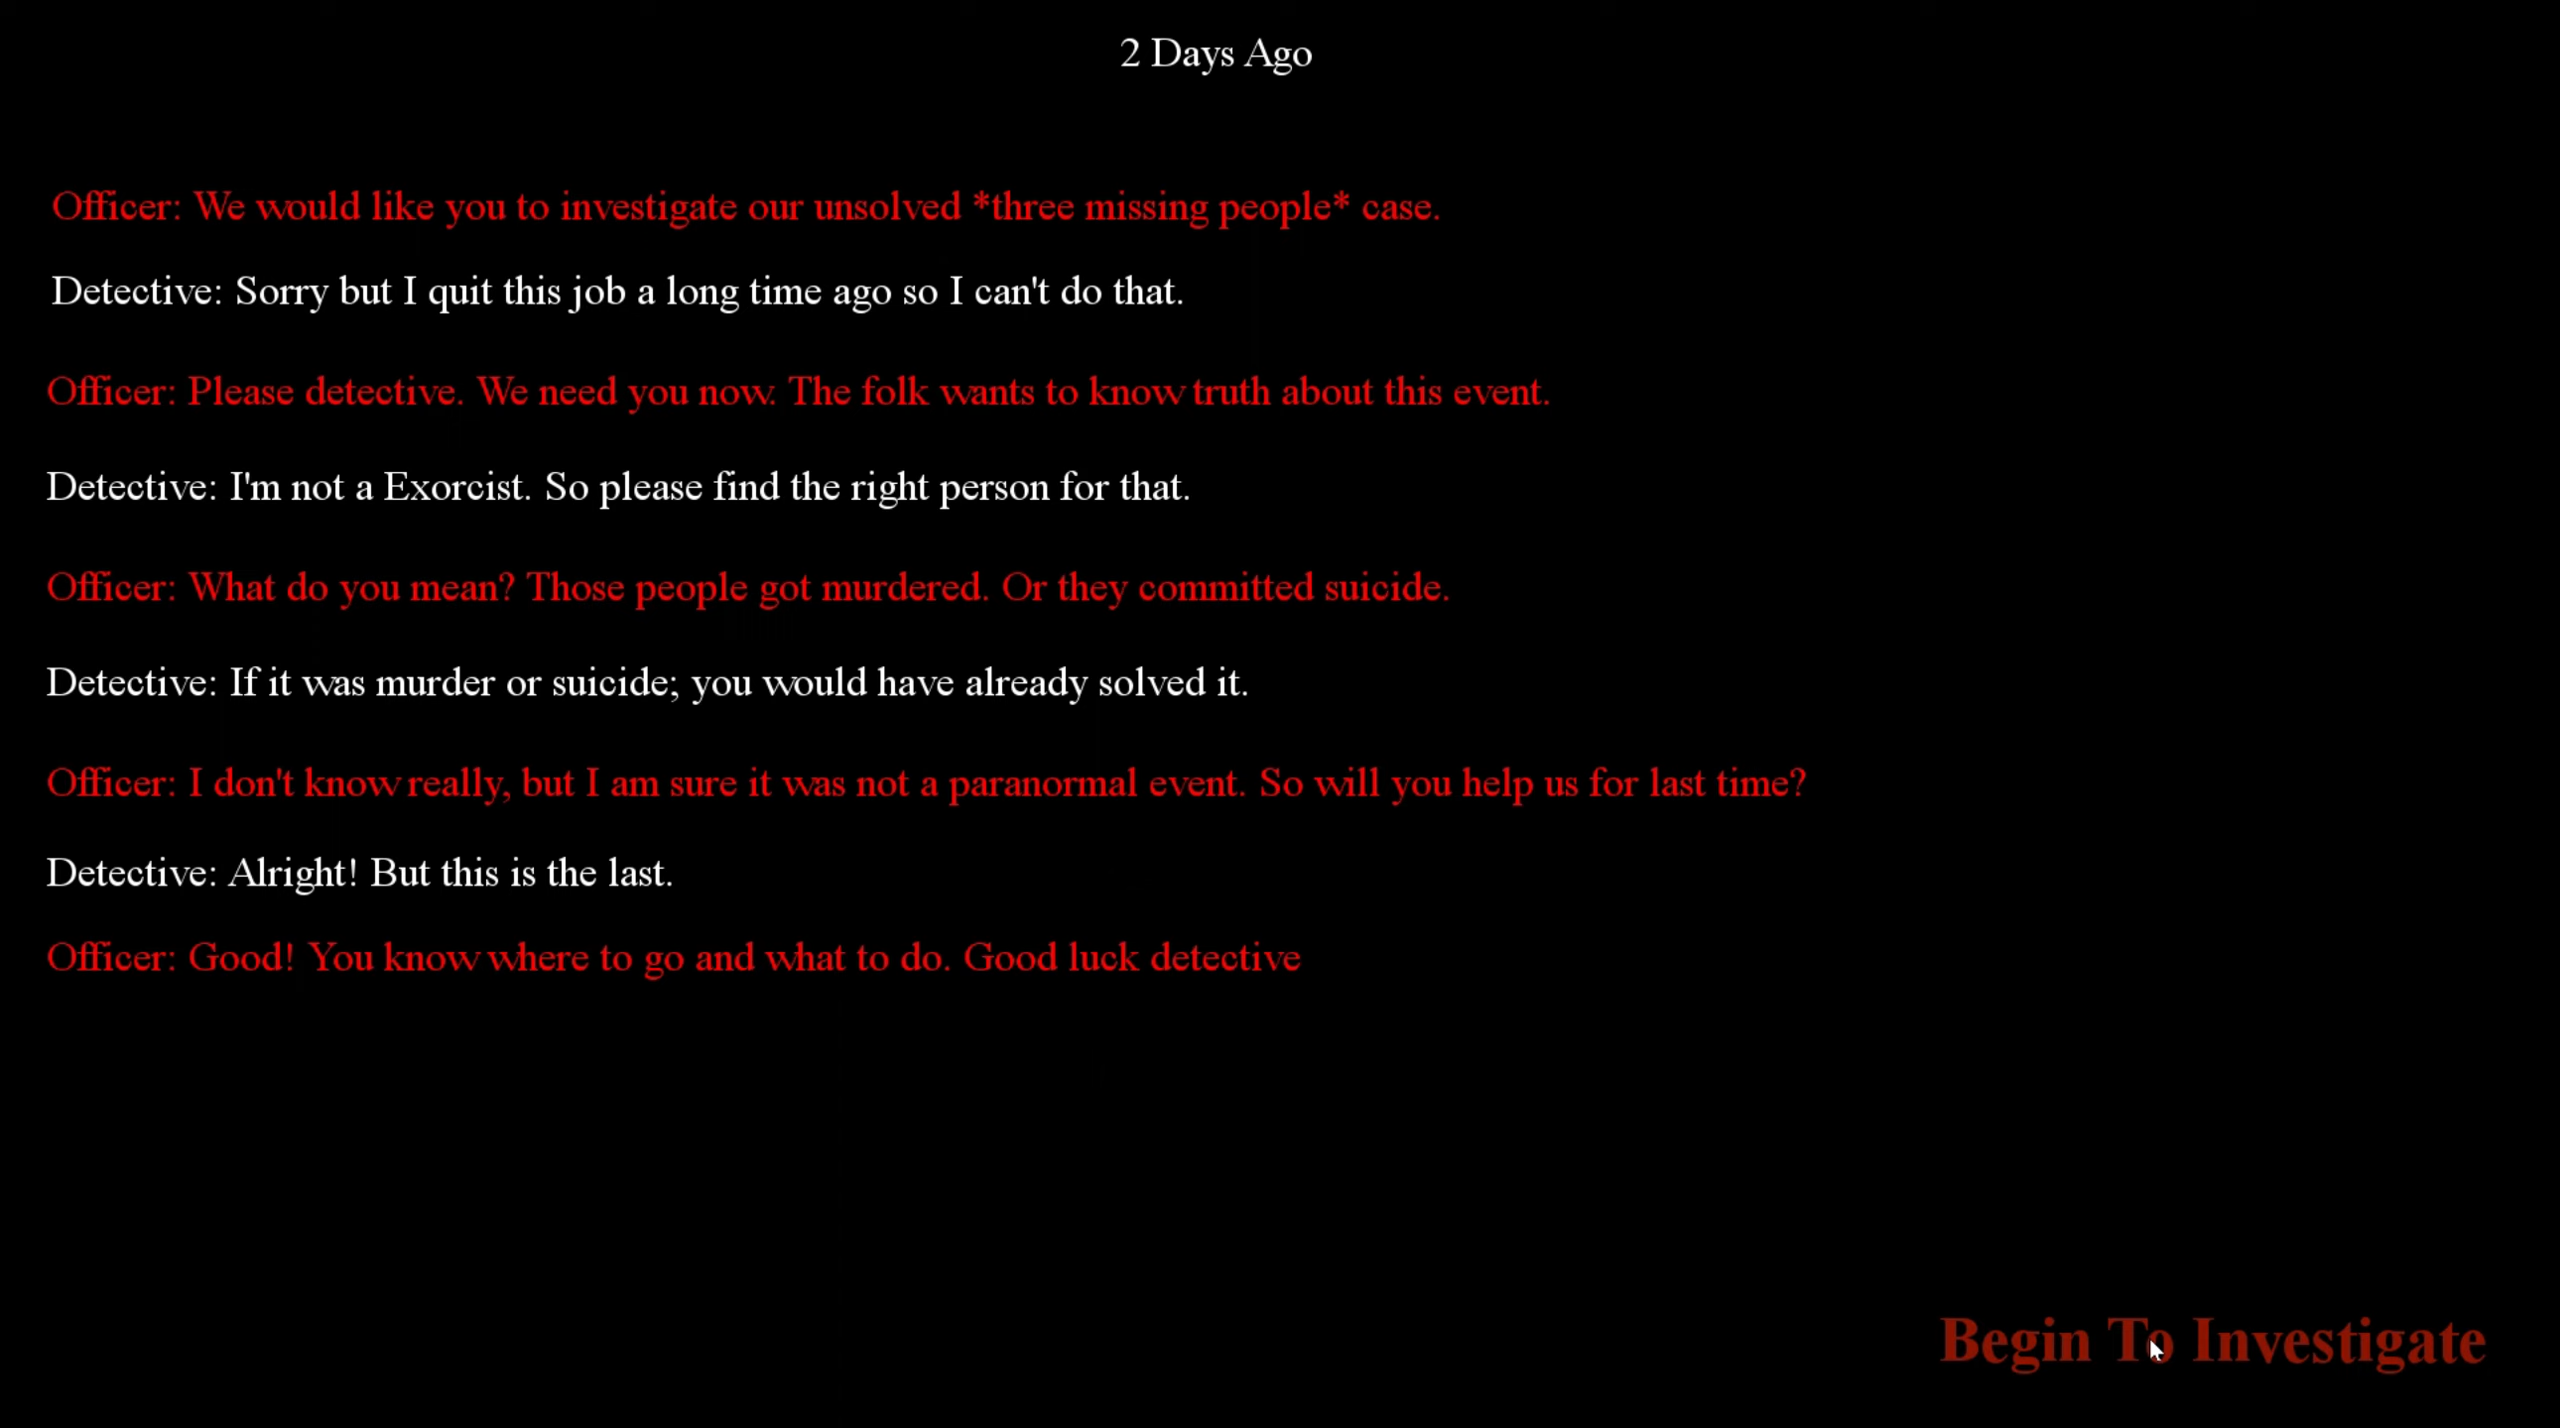 2 Days Ago
Officer: We would like you to investigate our unsolved *three missing people* case.
Detective: Sorry but I quit this job a long time ago so I can't do that.
Officer: Please detective. We need you now. The folk wants to know truth about this event.
Detective: I'm not a Exorcist. So please find the right person for that.
Officer: What do you mean? Those people got murdered. Or they committed suicide.
Detective: If it was murder or suicide; you would have already solved it.
Officer: I don't know really, but I am sure it was not a paranormal event. So will you help us for last time?
Detective: Alright! But this is the last.
Officer: Good! You know where to go and what to do. Good luck detective
Begin To Investigate